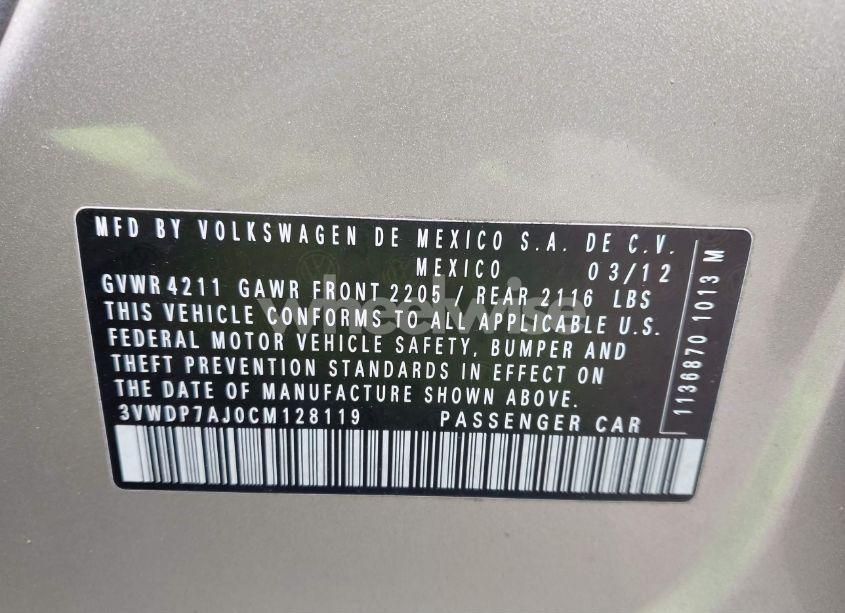 MFD BY VOLKSWAGEN DE MEXICO S.A. DE C.V.
MEXICO 03/12
GVWR 4211 GAWR FRONT 2205 / REAR 2116 LBS
THIS VEHICLE CONFORMS TO ALL APPLICABLE U.S.
FEDERAL MOTOR VEHICLE SAFETY, BUMPER AND
THEFT PREVENTION STANDARDS IN EFFECT ON
THE DATE OF MANUFACTURE SHOWN ABOVE.
3VWDP7AJ0CM128119 PASSENGER CAR
1136870 1013 M
wheelwise